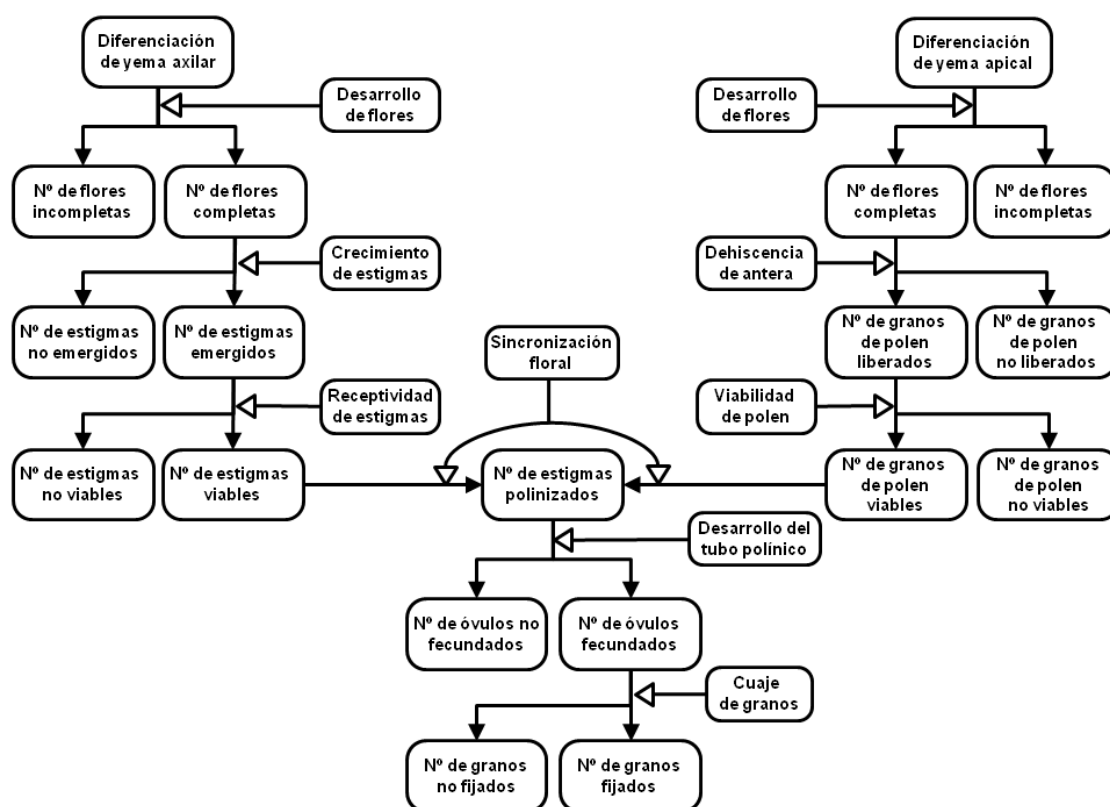 Diferenciación
de yema axilar
Diferenciación
de yema apical
Desarrollo
de flores
Desarrollo
de flores
Nº de flores
incompletas
Nº de flores
completas
Nº de flores
completas
Nº de flores
incompletas
Crecimiento
de estigmas
Dehiscencia
de antera
Nº de estigmas
no emergidos
Nº de estigmas
emergidos
Sincronización
floral
Nº de granos
de polen
liberados
Nº de granos
de polen
no liberados
Receptividad
de estigmas
Viabilidad
de polen
Nº de estigmas
no viables
Nº de estigmas
viables
Nº de estigmas
polinizados
Nº de granos
de polen
viables
Nº de granos
de polen
no viables
Desarrollo del
tubo polínico
Nº de óvulos no
fecundados
Nº de óvulos
fecundados
Cuaje
de granos
Nº de granos
no fijados
Nº de granos
fijados